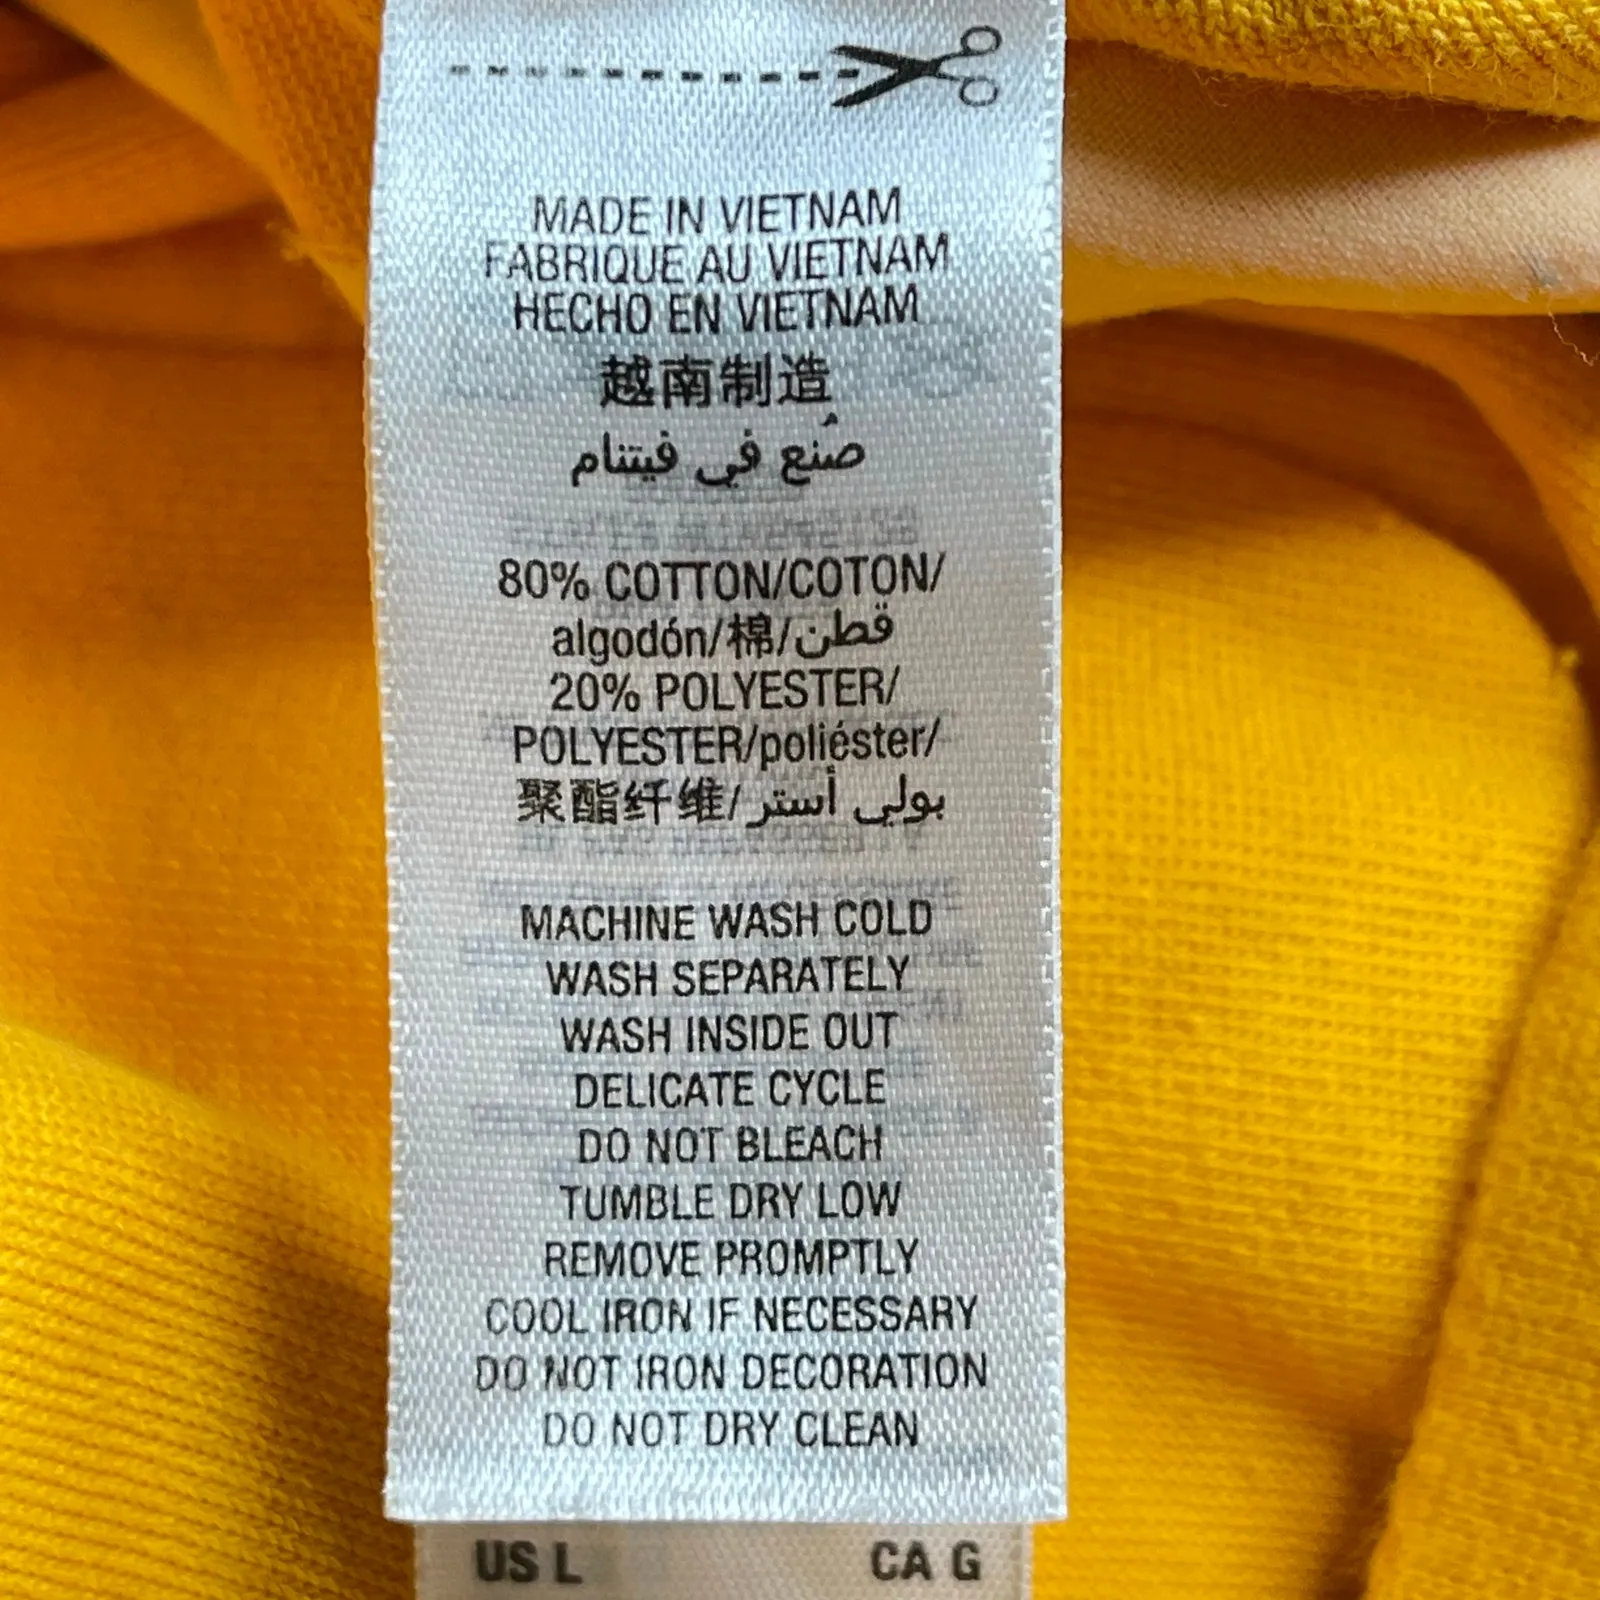 MADE IN VIETNAM
FABRIQUE AU VIETNAM
HECHO EN VIETNAM
越南制造
صُنع في فيتنام
80% COTTON/COTON/
algodón/棉/قطن
20% POLYESTER/
POLYESTER/poliéster/
聚酯纤维/بولي أستر
MACHINE WASH COLD
WASH SEPARATELY
WASH INSIDE OUT
DELICATE CYCLE
DO NOT BLEACH
TUMBLE DRY LOW
REMOVE PROMPTLY
COOL IRON IF NECESSARY
DO NOT IRON DECORATION
DO NOT DRY CLEAN
US L CA G